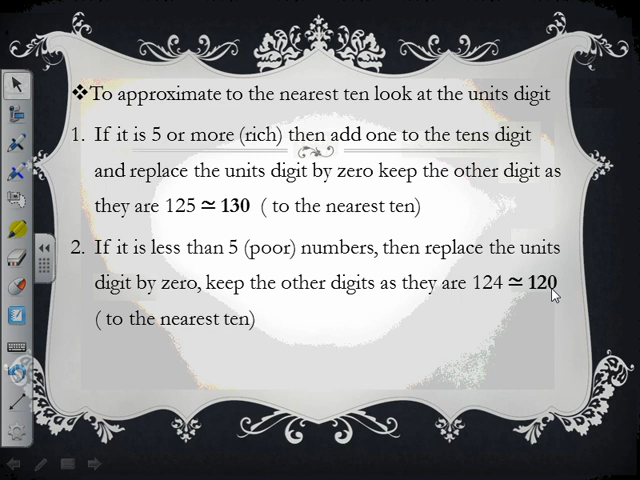 ❖To approximate to the nearest ten look at the units digit
1. If it is 5 or more (rich) then add one to the tens digit
and replace the units digit by zero keep the other digit as
they are 125 ≃ 130 ( to the nearest ten)
2. If it is less than 5 (poor) numbers, then replace the units
digit by zero, keep the other digits as they are 124 ≃ 120
( to the nearest ten)